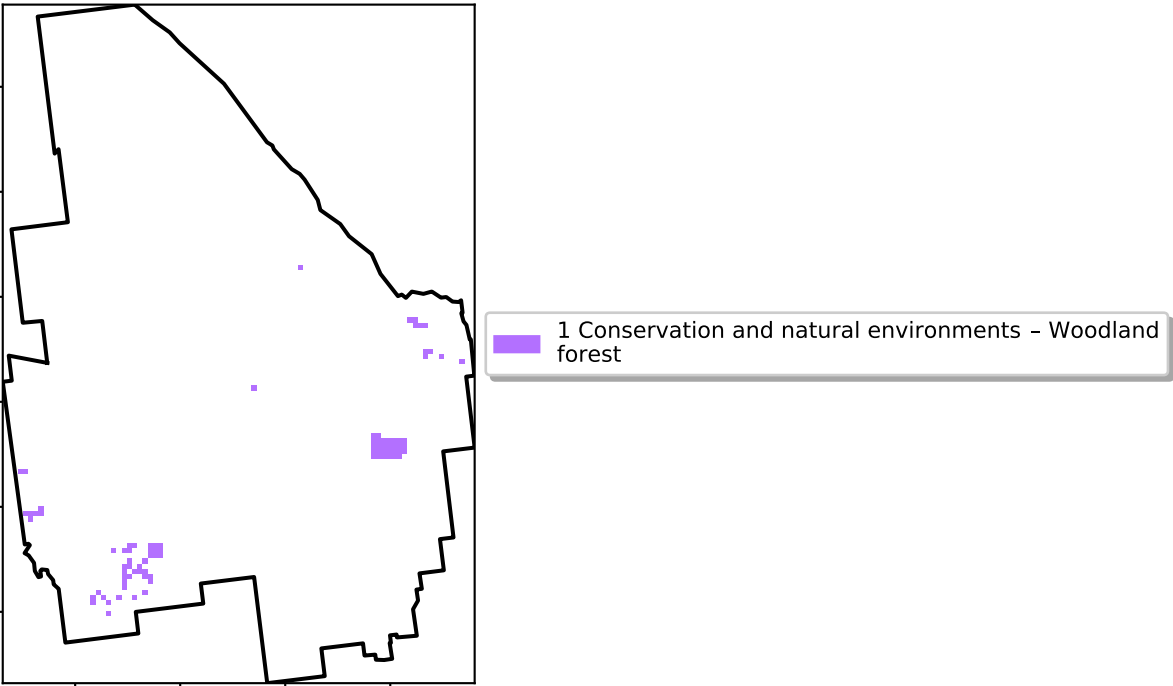 1 Conservation and natural environments – Woodland
forest